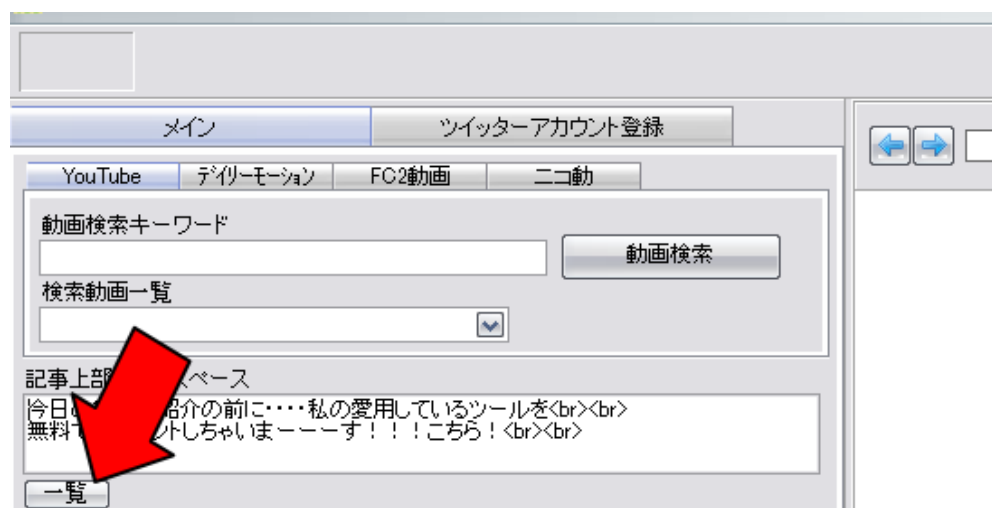 メイン
ツイッターアカウント登録
YouTube
デイリーモーション
FC2動画
ニコ動
動画検索キーワード
動画検索
検索動画一覧
記事上部 スペース
今日 紹介の前に・・・・私の愛用しているツールを<br><br>
無料で ントしちゃいまーーーす！！！こちら！<br><br>
一覧